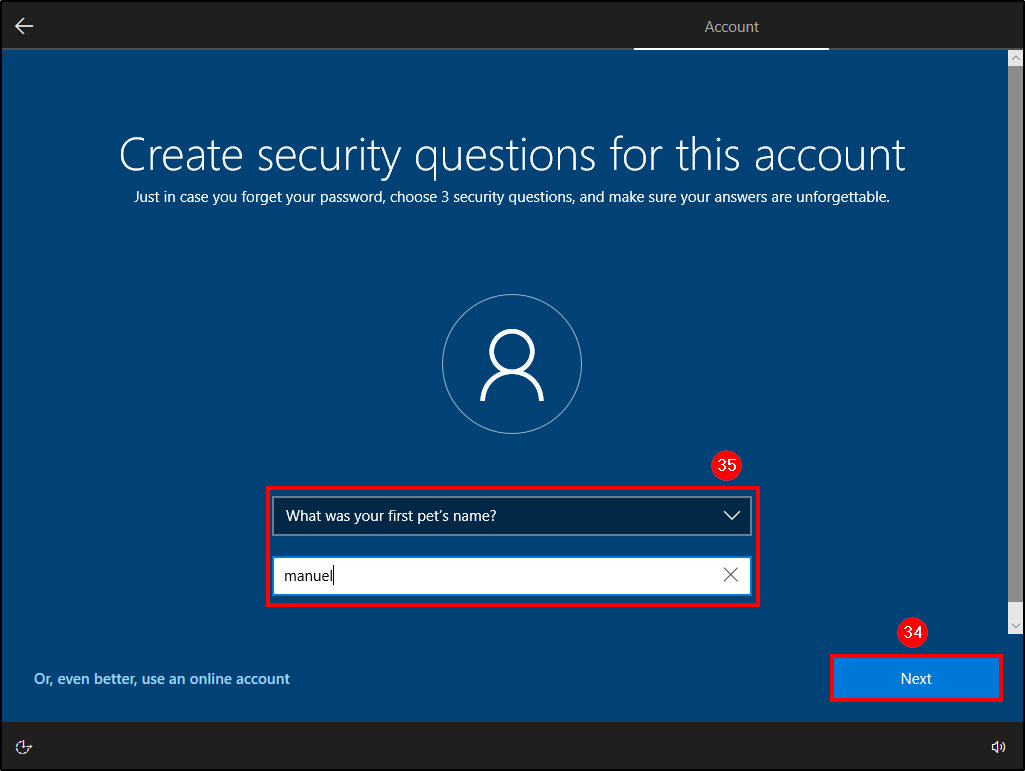 Account
Create security questions for this account
Just in case you forget your password, choose 3 security questions, and make sure your answers are unforgettable.
35
What was your first pet’s name?
manuel
34
Or, even better, use an online account
Next